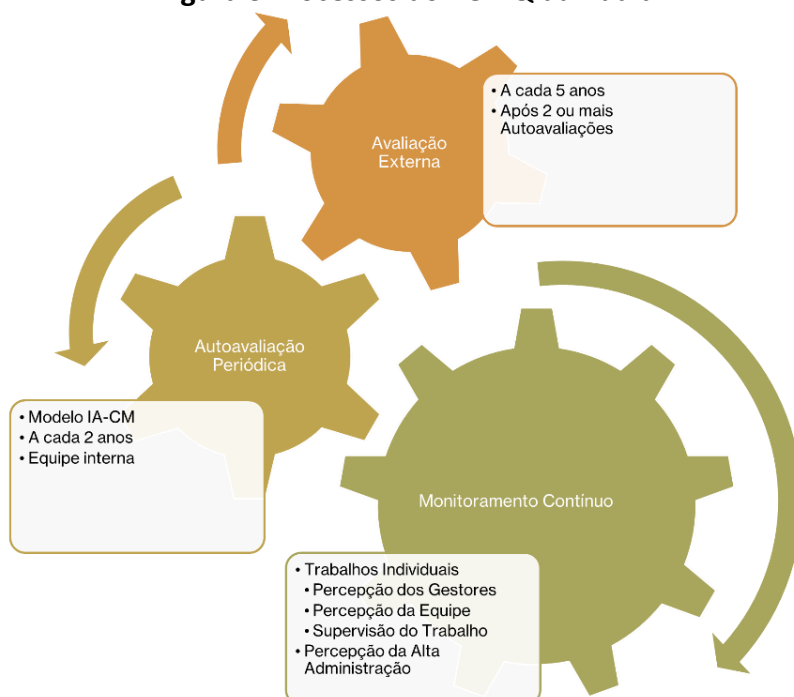 Avaliação
Externa
• A cada 5 anos
• Após 2 ou mais
Autoavaliações
Autoavaliação
Periódica
• Modelo IA-CM
• A cada 2 anos
• Equipe interna
Monitoramento Contínuo
• Trabalhos Individuais
• Percepção dos Gestores
• Percepção da Equipe
• Supervisão do Trabalho
• Percepção da Alta
Administração